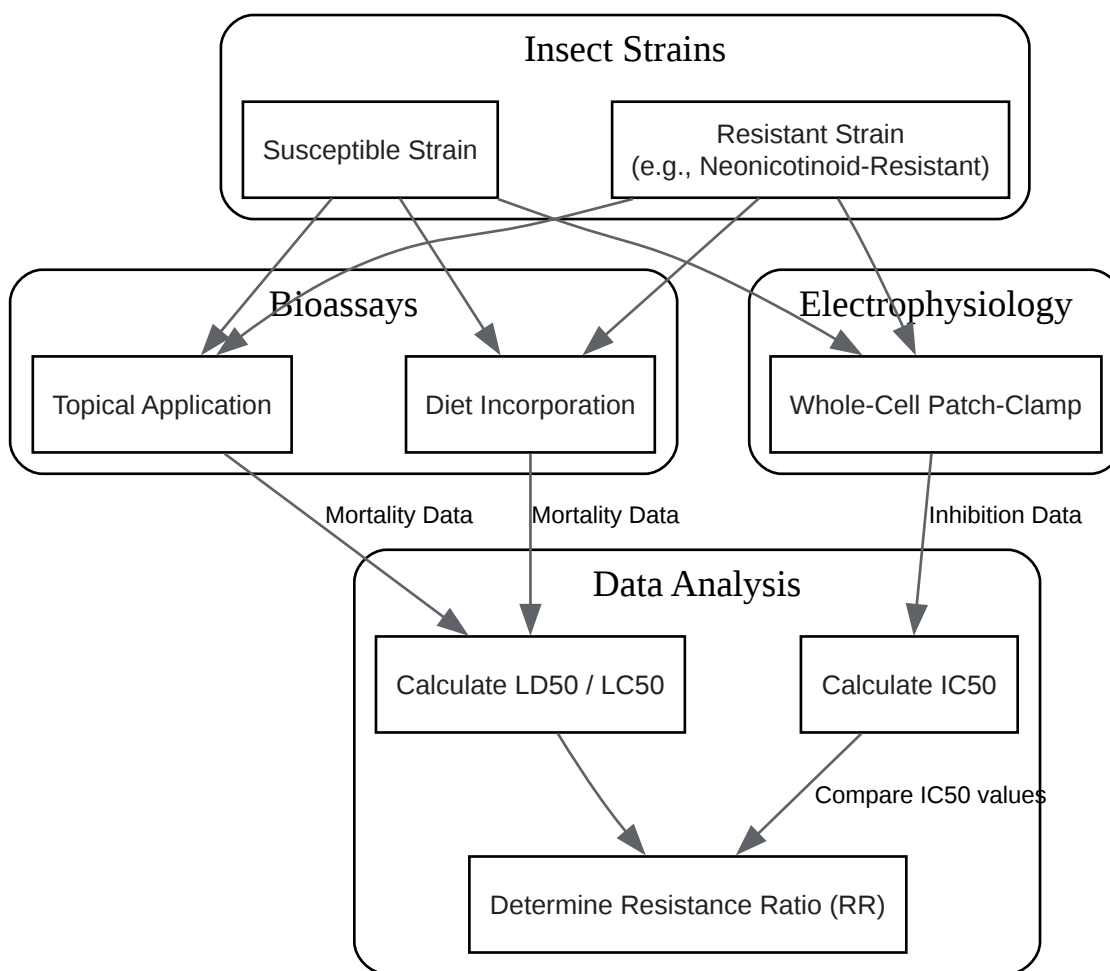 Insect Strains
Susceptible Strain
Resistant Strain
(e.g., Neonicotinoid-Resistant)
Bioassays
Electrophysiology
Topical Application
Diet Incorporation
Whole-Cell Patch-Clamp
Mortality Data
Mortality Data
Inhibition Data
Data Analysis
Calculate LD50 / LC50
Calculate IC50
Compare IC50 values
Determine Resistance Ratio (RR)